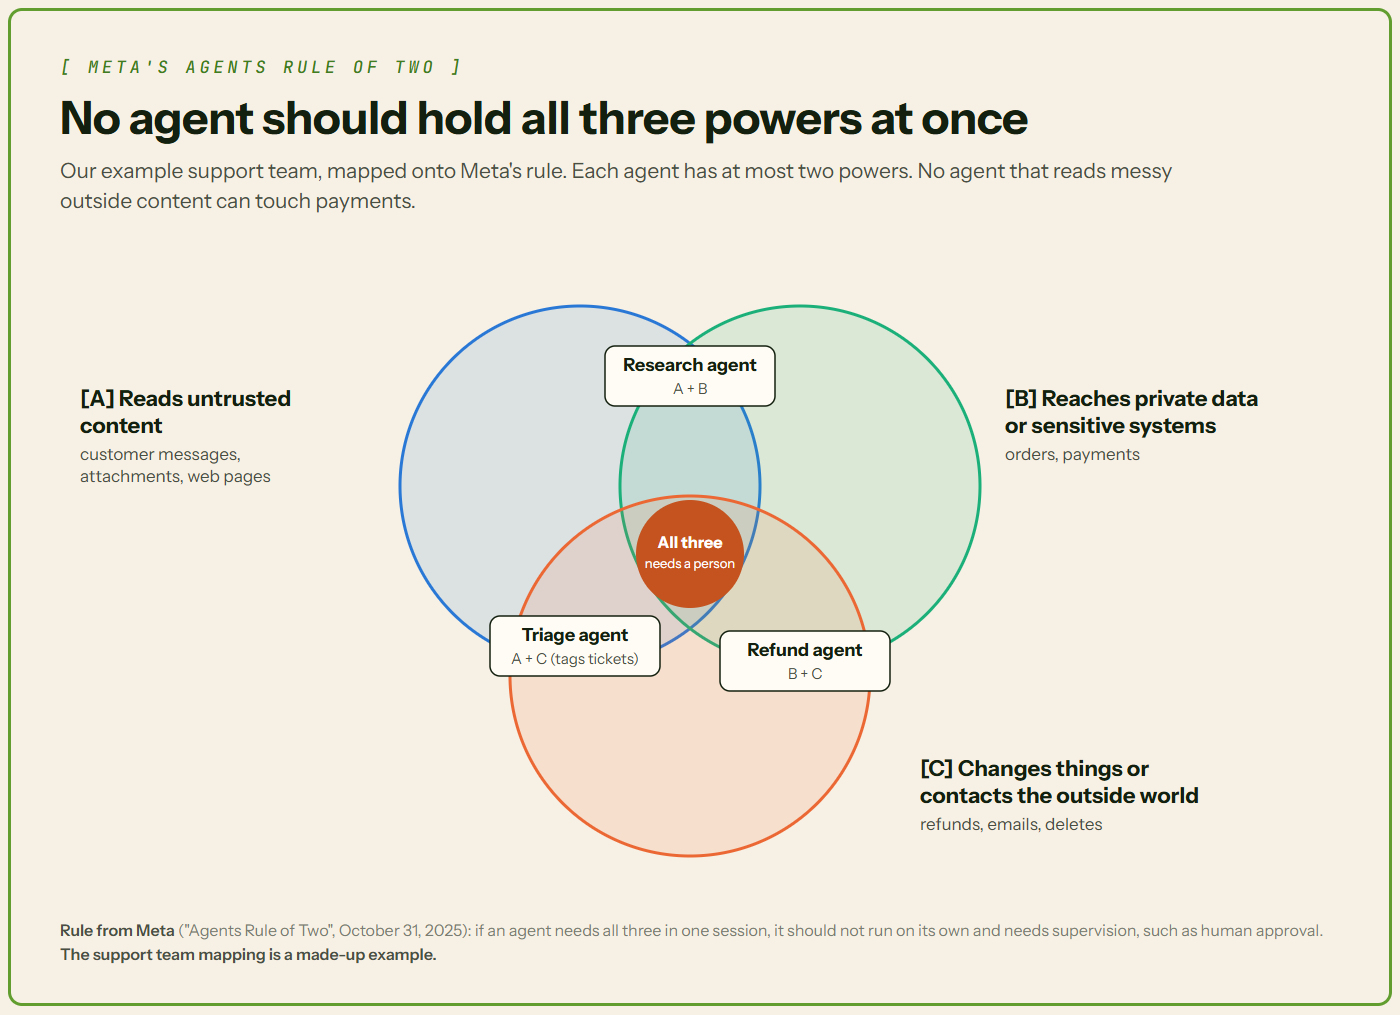 [ META'S AGENTS RULE OF TWO ]
No agent should hold all three powers at once
Our example support team, mapped onto Meta's rule. Each agent has at most two powers. No agent that reads messy
outside content can touch payments.
Research agent
A + B
[A] Reads untrusted
content
customer messages,
attachments, web pages
[B] Reaches private data
or sensitive systems
orders, payments
All three
needs a person
Triage agent
A + C (tags tickets)
Refund agent
B + C
[C] Changes things or
contacts the outside world
refunds, emails, deletes
Rule from Meta ("Agents Rule of Two", October 31, 2025): if an agent needs all three in one session, it should not run on its own and needs supervision, such as human approval.
The support team mapping is a made-up example.